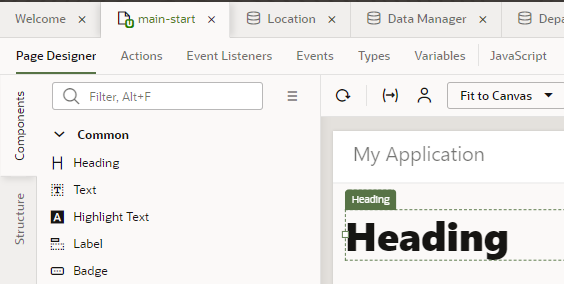 Welcome main-start Location Data Manager Depa
Page Designer Actions Event Listeners Events Types Variables JavaScript
Components
Structure
Filter, Alt+F
Common
Heading
Text
Highlight Text
Label
Badge
Fit to Canvas
My Application
Heading
Heading